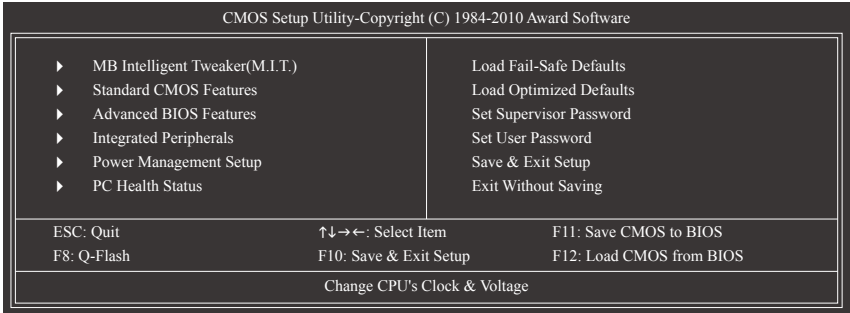 CMOS Setup Utility-Copyright (C) 1984-2010 Award Software
MB Intelligent Tweaker(M.I.T.)
Standard CMOS Features
Advanced BIOS Features
Integrated Peripherals
Power Management Setup
PC Health Status
Load Fail-Safe Defaults
Load Optimized Defaults
Set Supervisor Password
Set User Password
Save & Exit Setup
Exit Without Saving
ESC: Quit
↑↓→←: Select Item
F11: Save CMOS to BIOS
F8: Q-Flash
F10: Save & Exit Setup
F12: Load CMOS from BIOS
Change CPU's Clock & Voltage